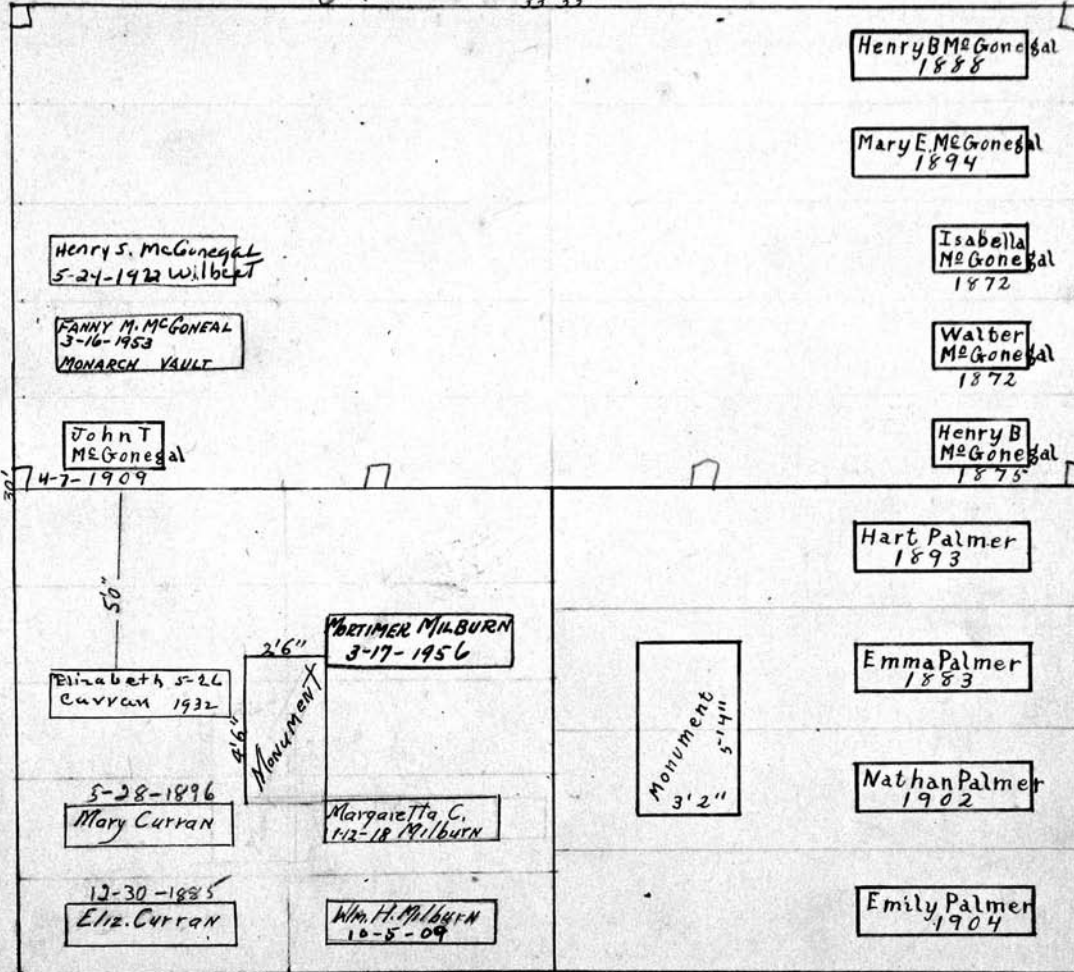 Henry B McGonegal
1888
Mary E. McGonegal
1894
Henry S. McGonegal
5-24-1922 Wilbert
Isabella
McGonegal
1872
FANNY M. McGONEAL
3-16-1953
MONARCH VAULT
Walter
McGonegal
1872
John T
McGonegal
4-7-1909
Henry B
McGonegal
1875
30'
50"
Hart Palmer
1893
MORTIMER MILBURN
3-17-1956
2'6"
4'6"
MONUMENT
Elizabeth 5-26
Curran 1932
Emma Palmer
1883
Monument
5'4"
3'2"
5-28-1896
Mary Curran
Margaretta C.
1-12-18 Milburn
Nathan Palmer
1902
12-30-1885
Eliz. Curran
Wm. H. Milburn
10-5-09
Emily Palmer
1904